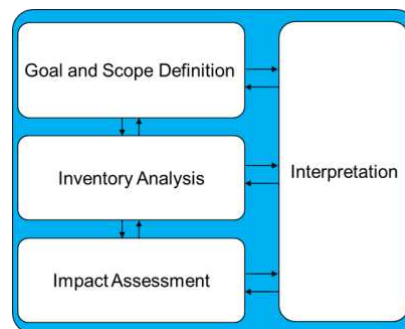 Goal and Scope Definition
Inventory Analysis
Interpretation
Impact Assessment